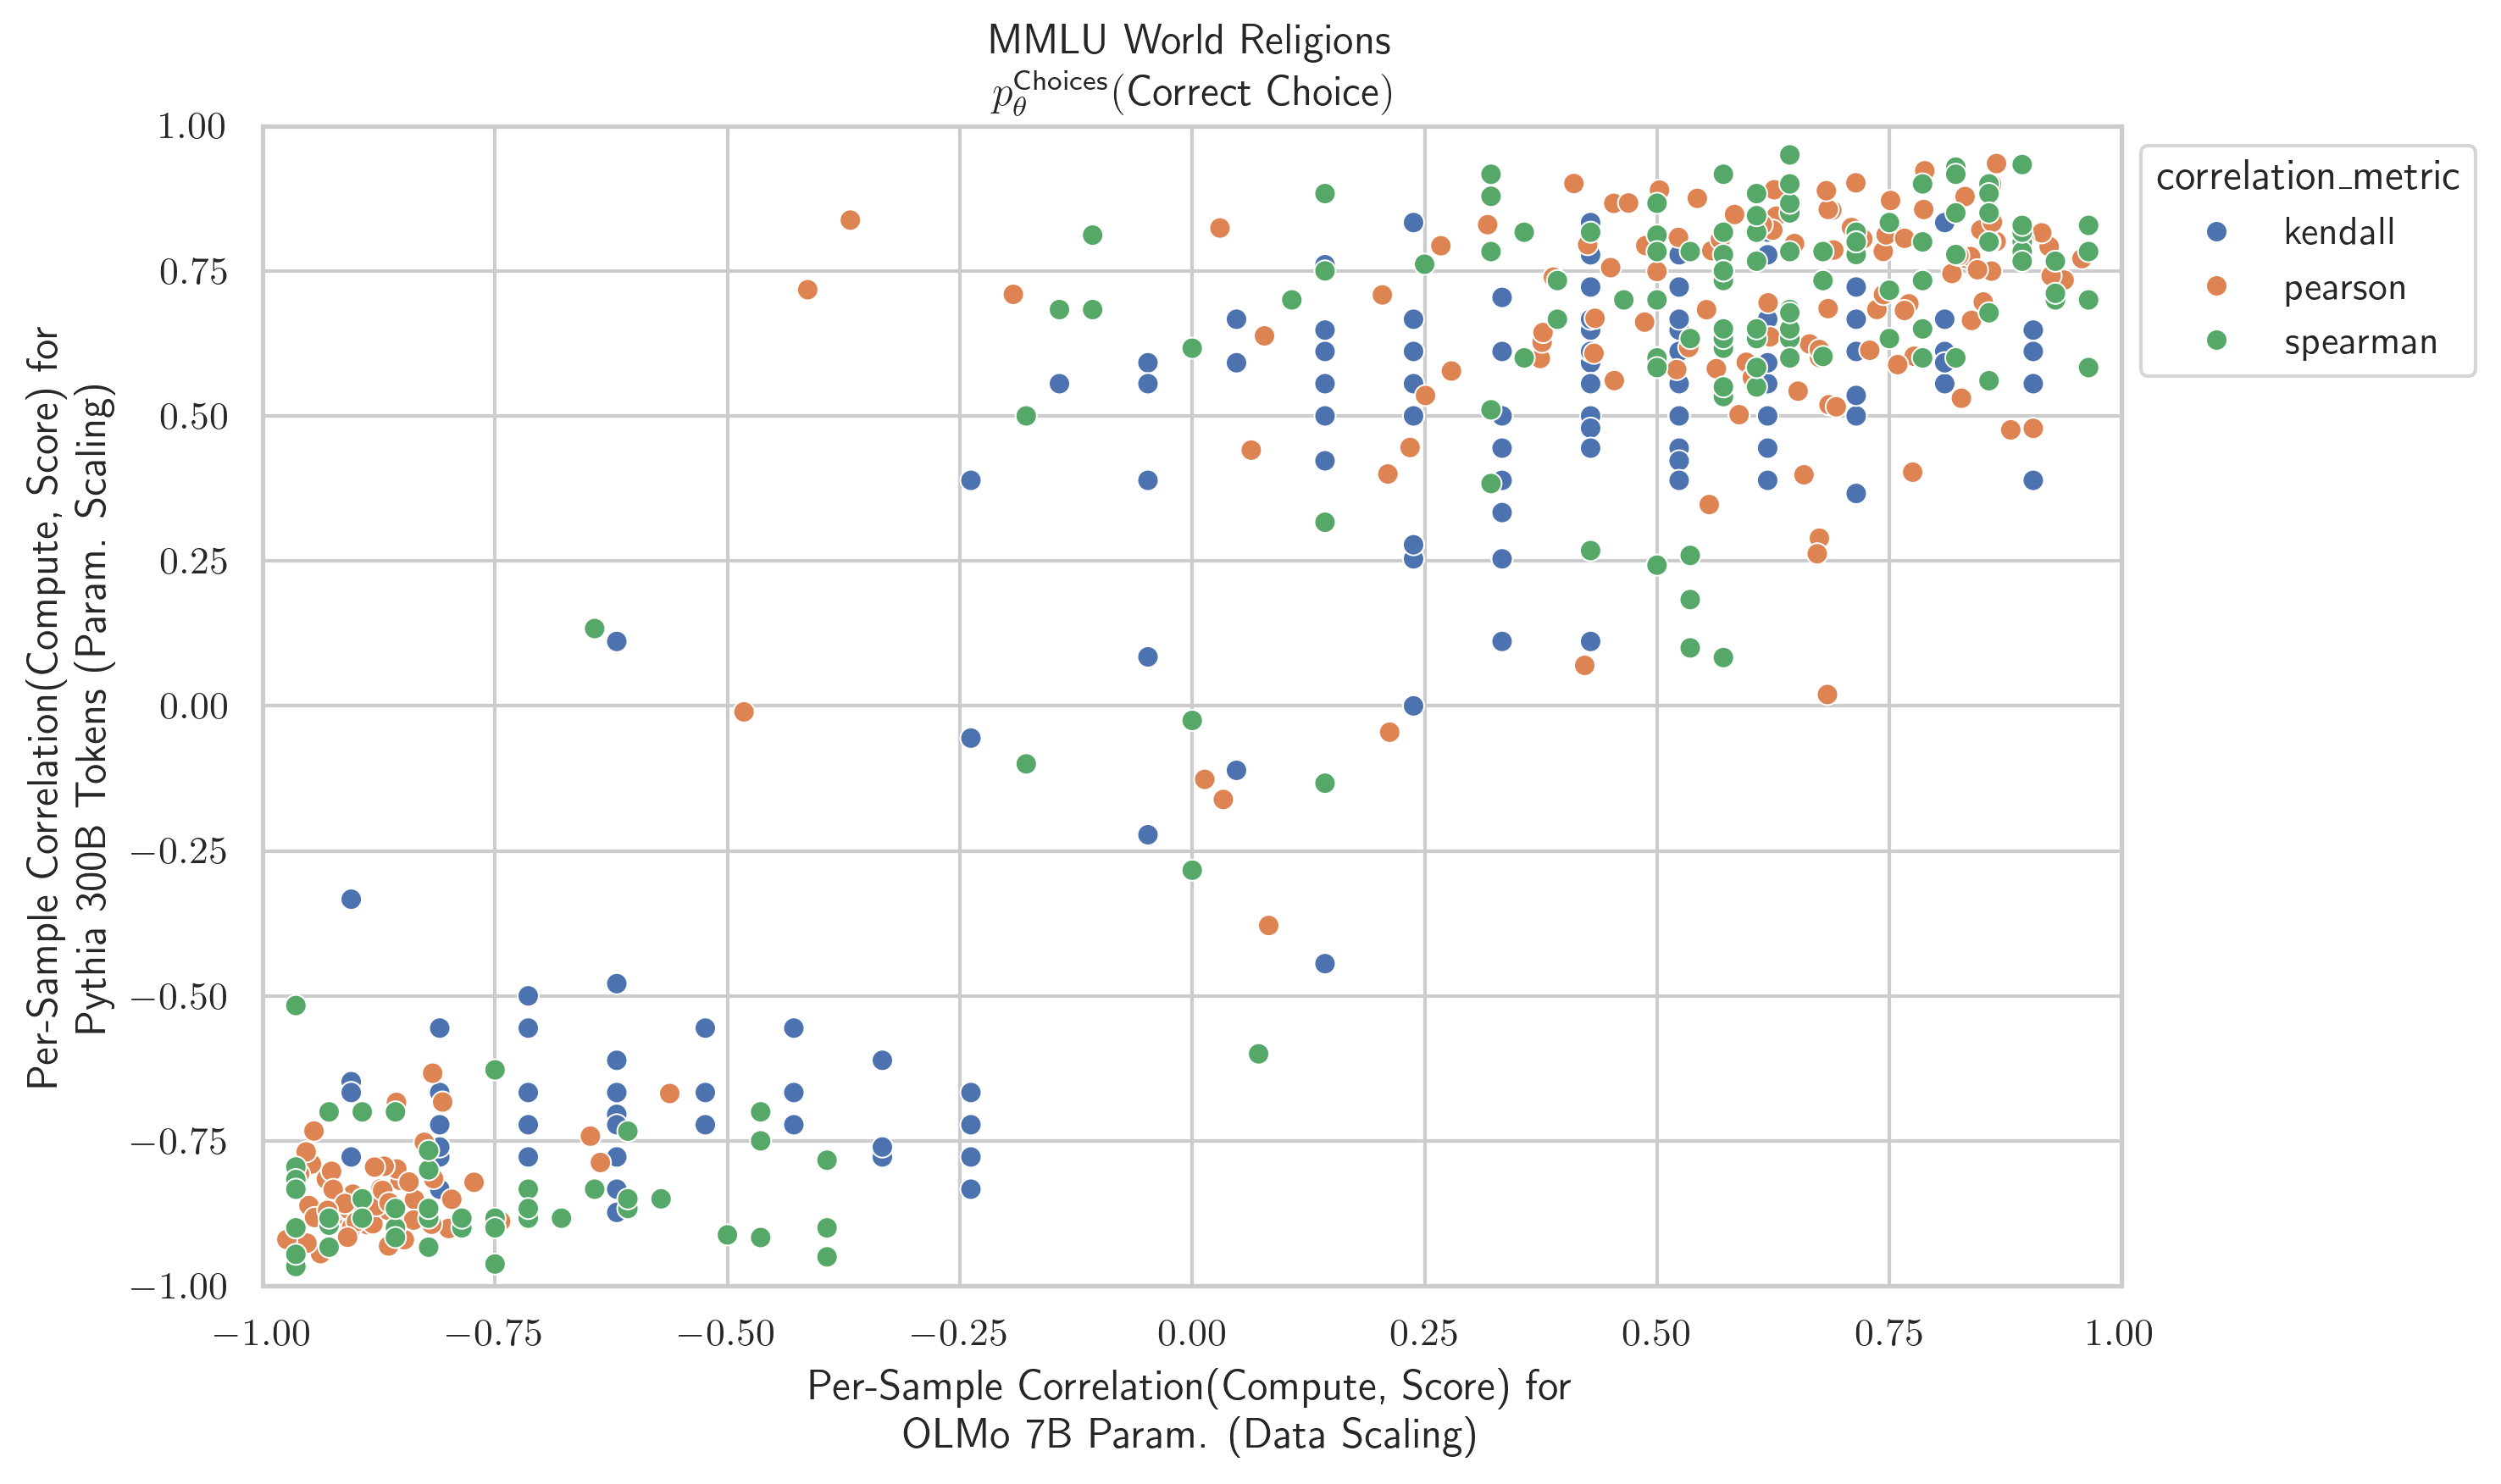 MMLU World Religions
p_θ^Choices(Correct Choice)
1.00
0.75
0.50
0.25
0.00
−0.25
−0.50
−0.75
−1.00
Per-Sample Correlation(Compute, Score) for
Pythia 300B Tokens (Param. Scaling)
correlation_metric
kendall
pearson
spearman
−1.00 −0.75 −0.50 −0.25 0.00 0.25 0.50 0.75 1.00
Per-Sample Correlation(Compute, Score) for
OLMo 7B Param. (Data Scaling)